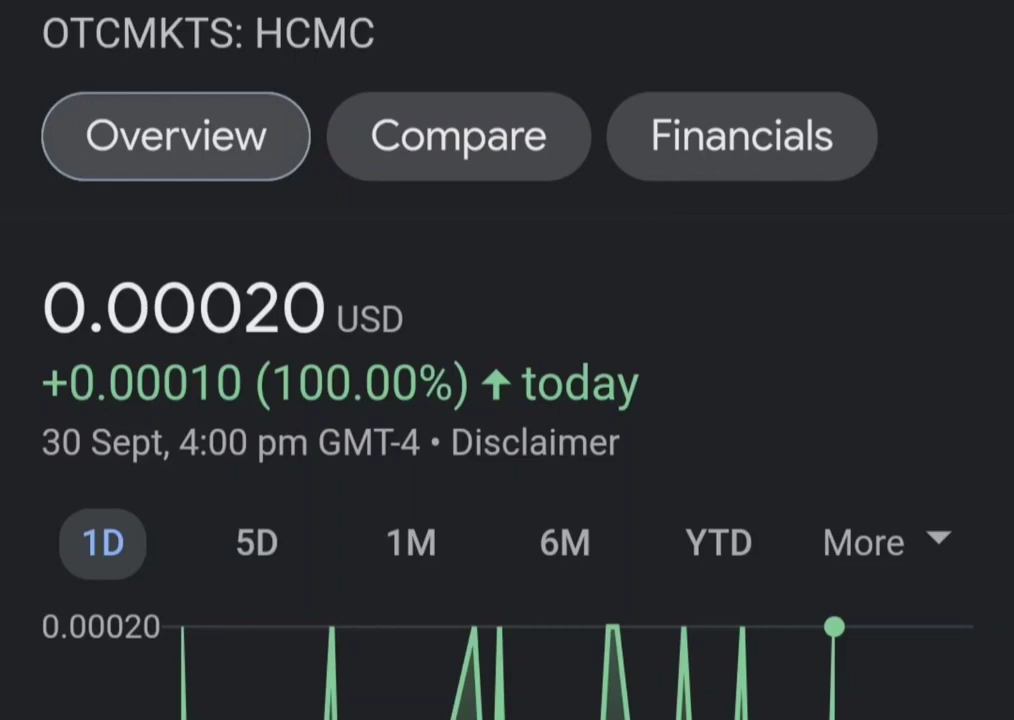 OTCMKTS: HCMC
Overview Compare Financials
0.00020 USD
+0.00010 (100.00%) ↑ today
30 Sept, 4:00 pm GMT-4 • Disclaimer
1D 5D 1M 6M YTD More
0.00020